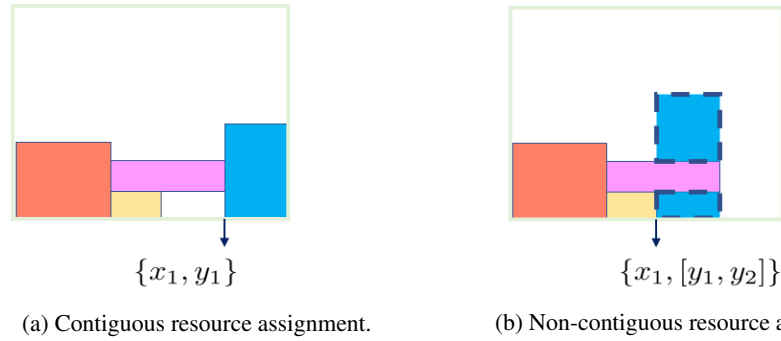 {x₁, y₁}
{x₁, [y₁, y₂]}
(a) Contiguous resource assignment.
(b) Non-contiguous resource